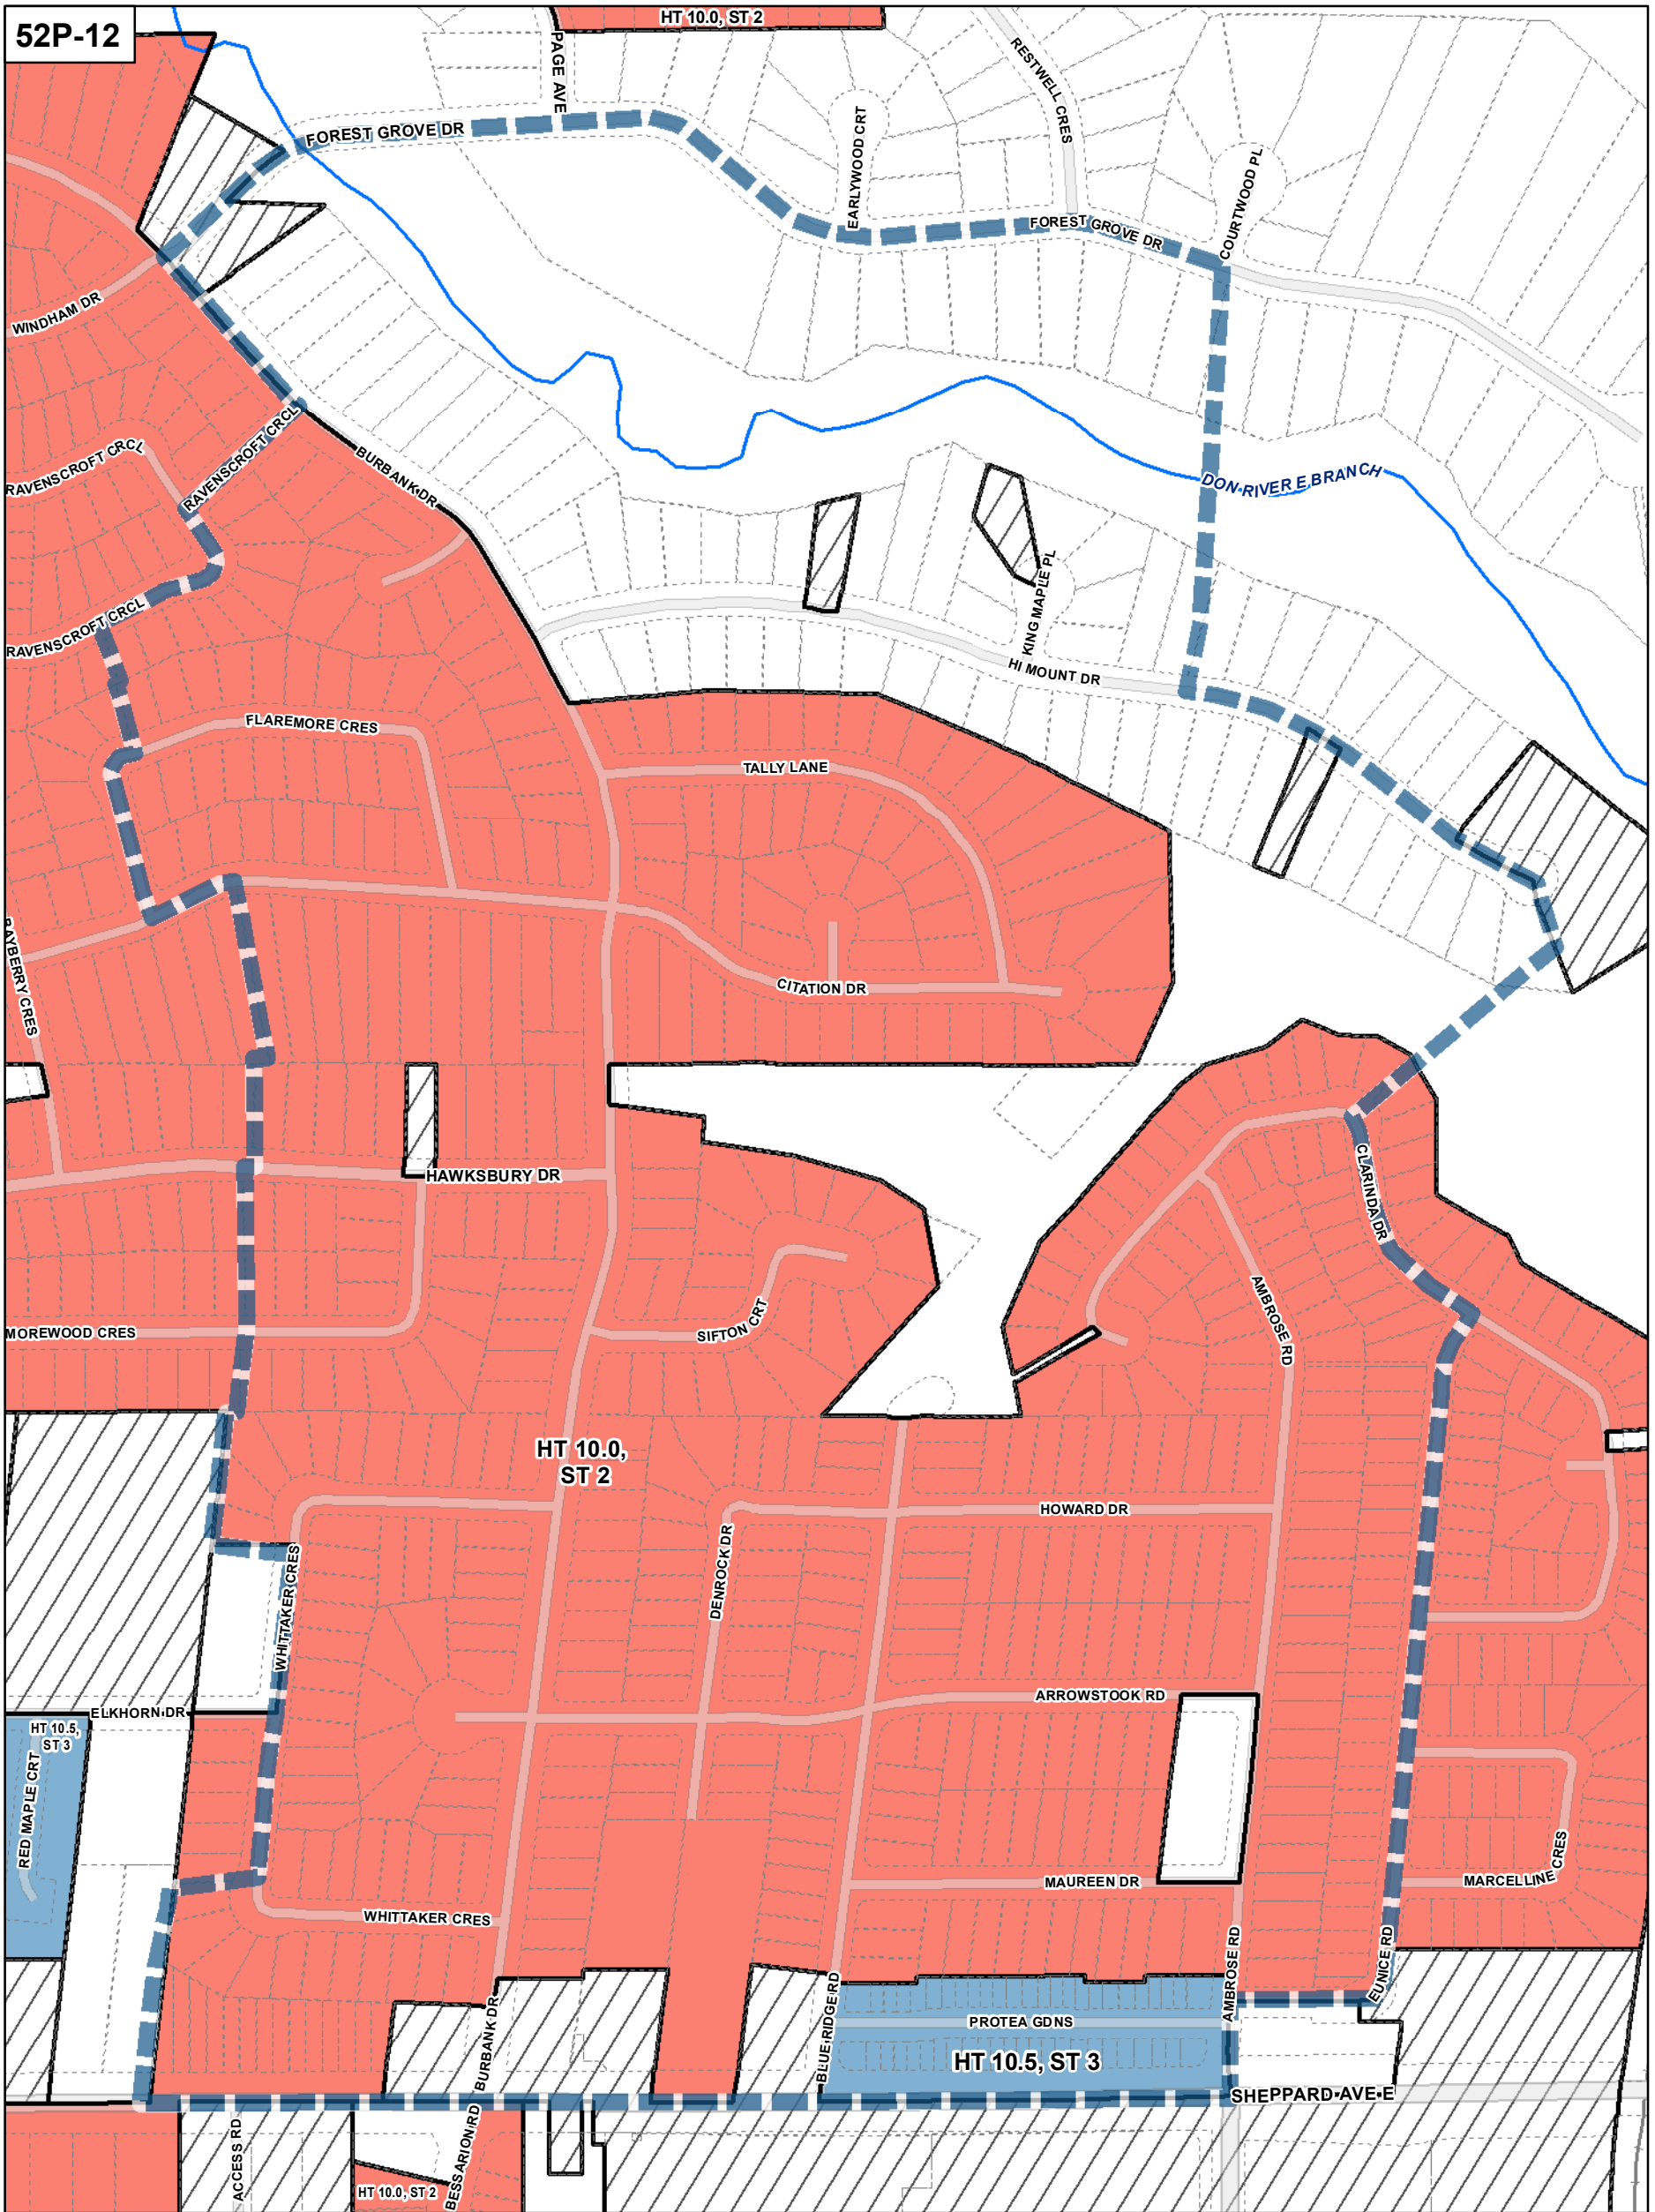 52P-12
HT 10.0, ST 2
PAGE AVE
RESTWELL CRES
FOREST GROVE DR
EARLYWOOD CRT
COURTWOOD PL
FOREST GROVE DR
WINDHAM DR
RAVENSCROFT CRCL
RAVENSCROFT CRCL
BURBANK DR
DON RIVER E BRANCH
KING MAPLE PL
RAVENSCROFT CRCL
HI MOUNT DR
FLAREMORE CRES
TALLY LANE
CITATION DR
BAYBERRY CRES
HAWKSBURY DR
CLARINDA DR
AMBROSE RD
SIFTON CRT
MOREWOOD CRES
HT 10.0,
ST 2
HOWARD DR
DENROCK DR
WHITTAKER CRES
ARROWSTOOK RD
ELKHORN DR
HT 10.5,
ST 3
RED MAPLE CRT
MAUREEN DR
MARCELLINE CRES
WHITTAKER CRES
EUNICE RD
AMBROSE RD
BLUE RIDGE RD
BURBANK DR
PROTEA GDNS
HT 10.5, ST 3
SHEPPARD AVE E
ACCESS RD
BESSARION RD
HT 10.0, ST 2